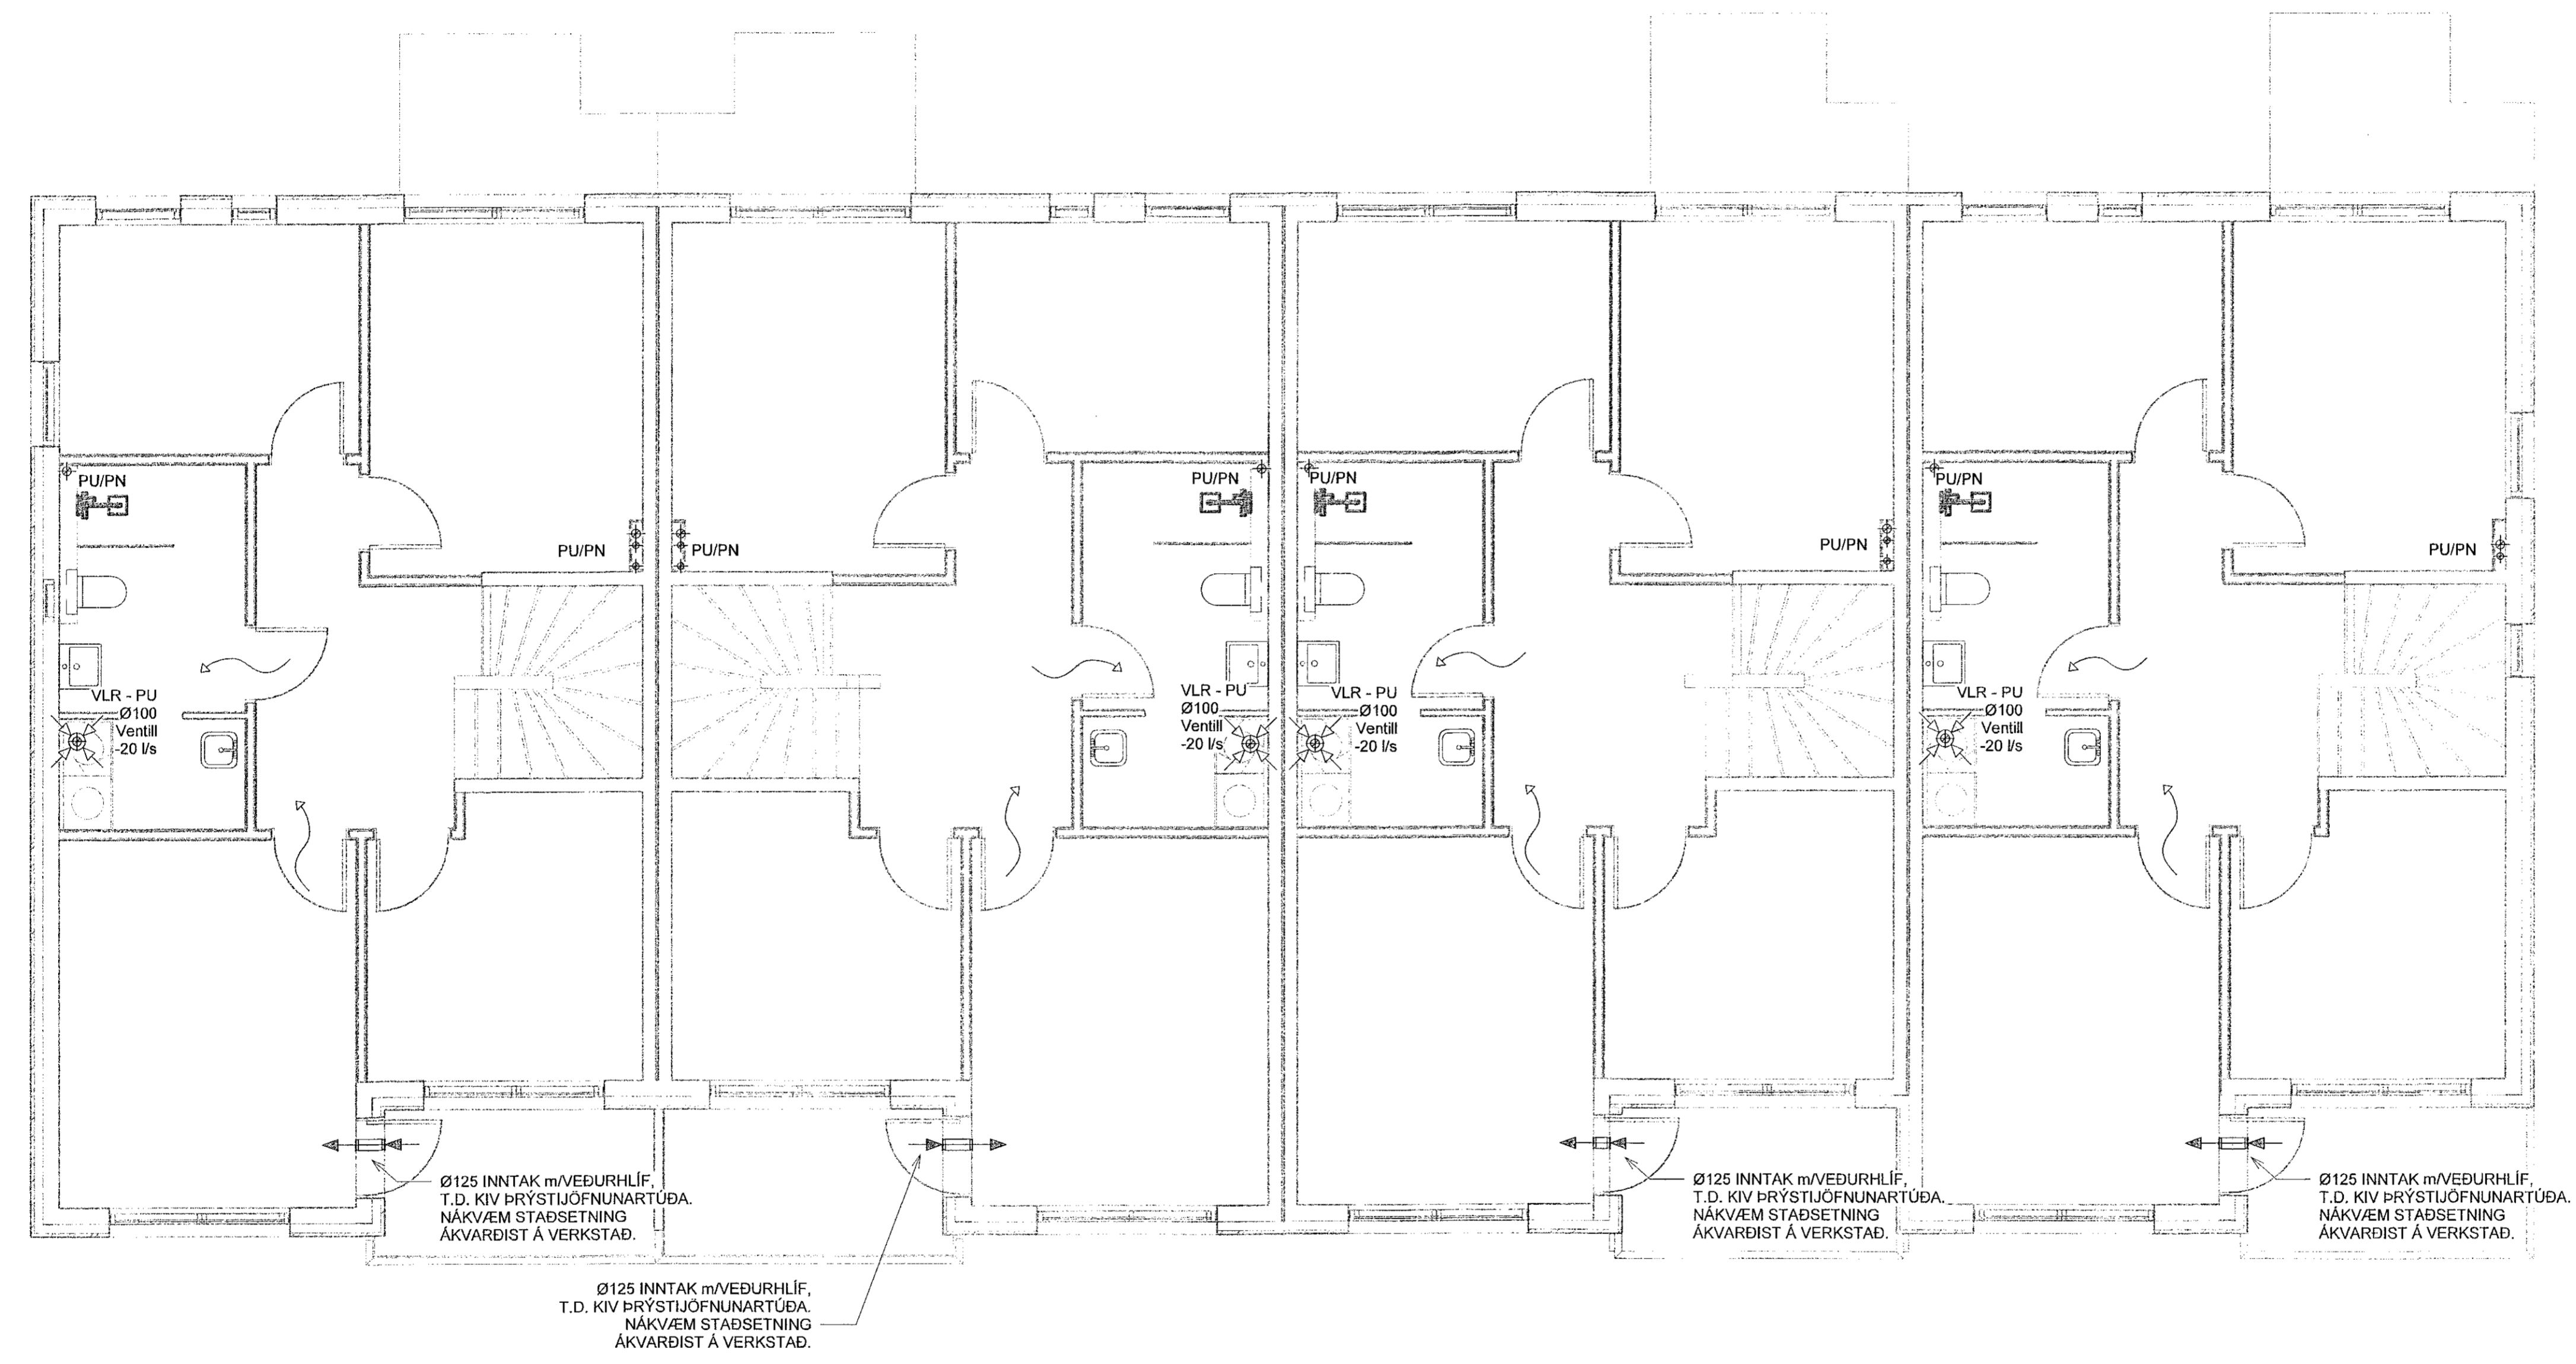 PU/PN
PU/PN
PU/PN
PU/PN
PU/PN
PU/PN
PU/PN
PU/PN
VLR - PU
Ø100
Ventill
-20 l/s
VLR - PU
Ø100
Ventill
-20 l/s
VLR - PU
Ø100
Ventill
-20 l/s
VLR - PU
Ø100
Ventill
-20 l/s
Ø125 INNTAK m/VEÐURHLÍF,
T.D. KIV ÞRÝSTIJÖFNUNARTÚÐA.
NÁKVÆM STAÐSETNING
ÁKVARÐIST Á VERKSTAÐ.
Ø125 INNTAK m/VEÐURHLÍF,
T.D. KIV ÞRÝSTIJÖFNUNARTÚÐA.
NÁKVÆM STAÐSETNING
ÁKVARÐIST Á VERKSTAÐ.
Ø125 INNTAK m/VEÐURHLÍF,
T.D. KIV ÞRÝSTIJÖFNUNARTÚÐA.
NÁKVÆM STAÐSETNING
ÁKVARÐIST Á VERKSTAÐ.
Ø125 INNTAK m/VEÐURHLÍF,
T.D. KIV ÞRÝSTIJÖFNUNARTÚÐA.
NÁKVÆM STAÐSETNING
ÁKVARÐIST Á VERKSTAÐ.